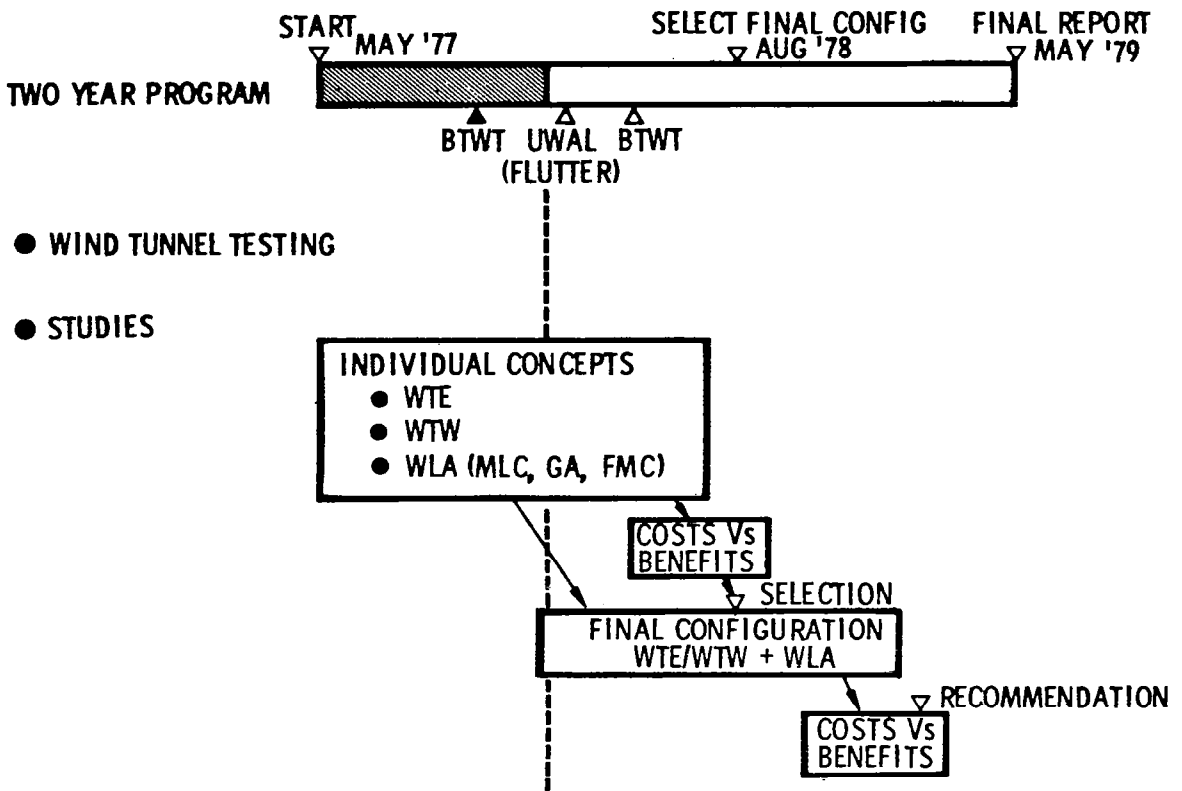 START
MAY '77
SELECT FINAL CONFIG
AUG '78
FINAL REPORT
MAY '79
TWO YEAR PROGRAM
BTWT
UWAL
(FLUTTER)
BTWT
● WIND TUNNEL TESTING
● STUDIES
INDIVIDUAL CONCEPTS
● WTE
● WTW
● WLA (MLC, GA, FMC)
COSTS Vs
BENEFITS
SELECTION
FINAL CONFIGURATION
WTE/WTW + WLA
RECOMMENDATION
COSTS Vs
BENEFITS